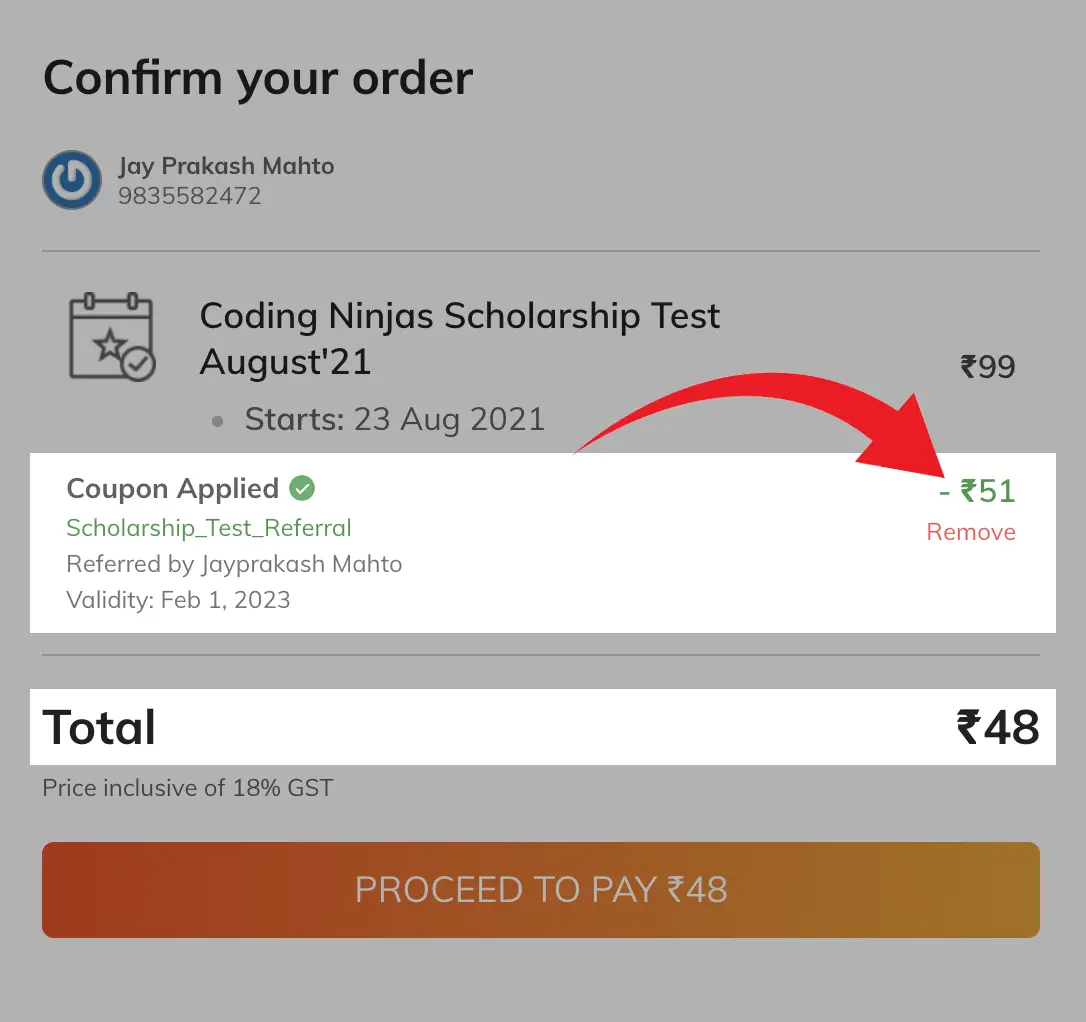 Confirm your order
Jay Prakash Mahto
9835582472
Coding Ninjas Scholarship Test
August'21
₹99
Starts: 23 Aug 2021
Coupon Applied
- ₹51
Scholarship_Test_Referral
Remove
Referred by Jayprakash Mahto
Validity: Feb 1, 2023
Total
₹48
Price inclusive of 18% GST
PROCEED TO PAY ₹48